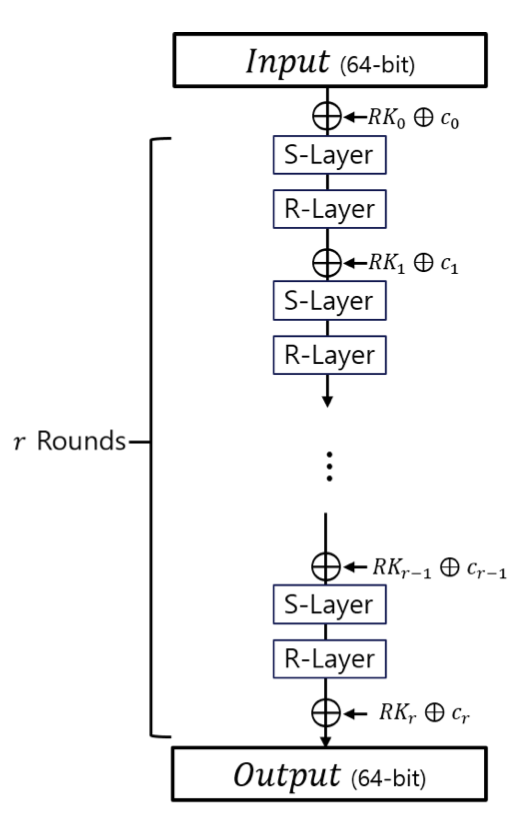 Input (64-bit)
RK₀ ⊕ c₀
S-Layer
R-Layer
RK₁ ⊕ c₁
S-Layer
R-Layer
r Rounds
⋮
RKᵣ₋₁ ⊕ cᵣ₋₁
S-Layer
R-Layer
RKᵣ ⊕ cᵣ
Output (64-bit)